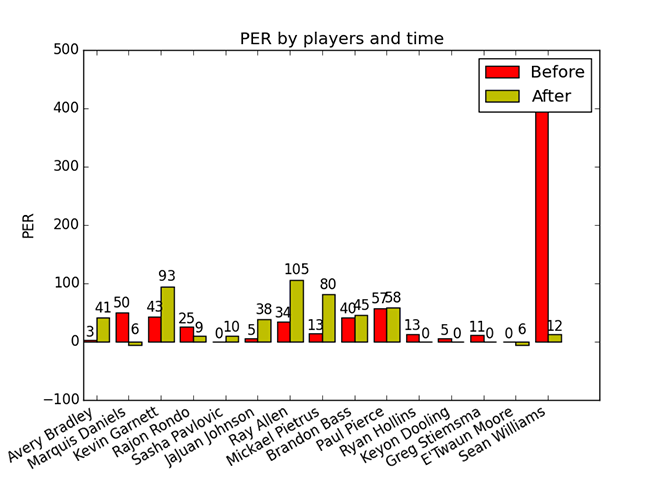 PER by players and time
500
400
300
200
100
0
−100
PER
Before
After
3 41 50 6 43 93 25 9 0 10 5 38 34 105 13 80 40 45 57 58 13 0 5 0 11 0 0 6 12
Avery Bradley
Marquis Daniels
Kevin Garnett
Rajon Rondo
Sasha Pavlovic
JaJuan Johnson
Ray Allen
Mickael Pietrus
Brandon Bass
Paul Pierce
Ryan Hollins
Keyon Dooling
Greg Stiemsma
E'Twaun Moore
Sean Williams